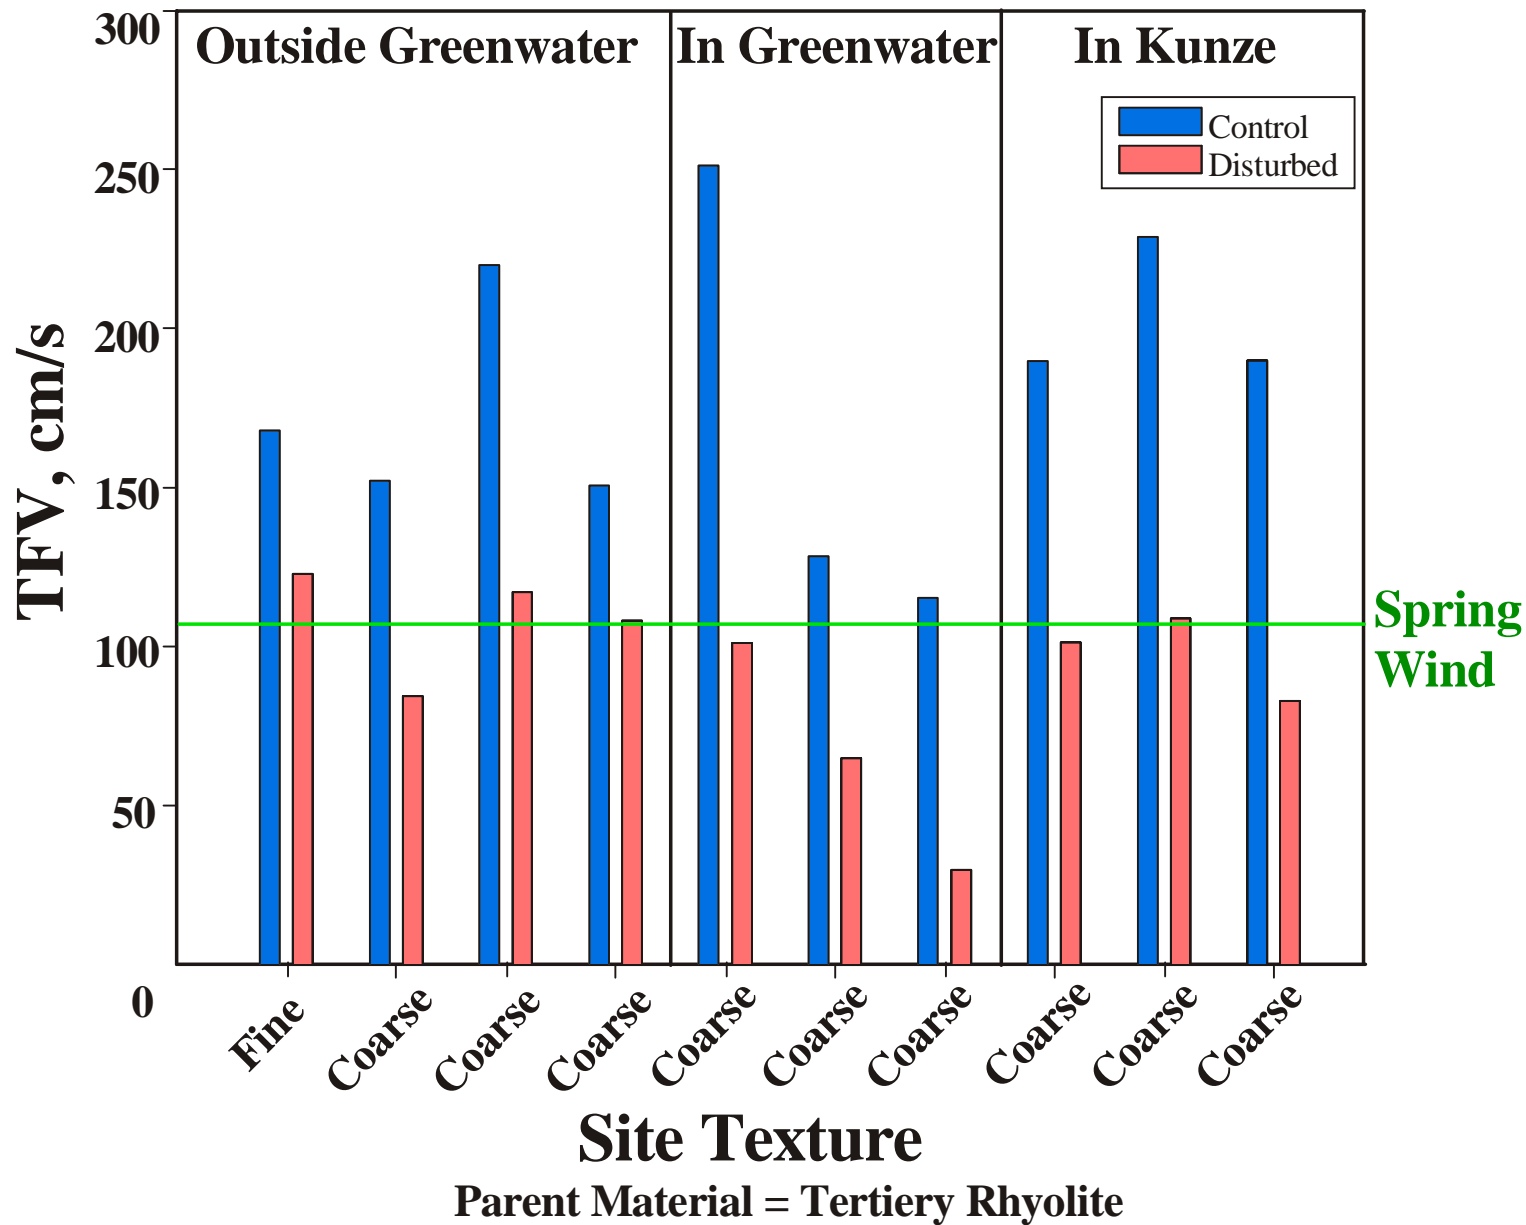 300
Outside Greenwater
In Greenwater
In Kunze
Control
Disturbed
250
200
150
100
50
0
TFV, cm/s
Spring
Wind
Fine
Coarse
Coarse
Coarse
Coarse
Coarse
Coarse
Coarse
Coarse
Coarse
Site Texture
Parent Material = Tertiery Rhyolite